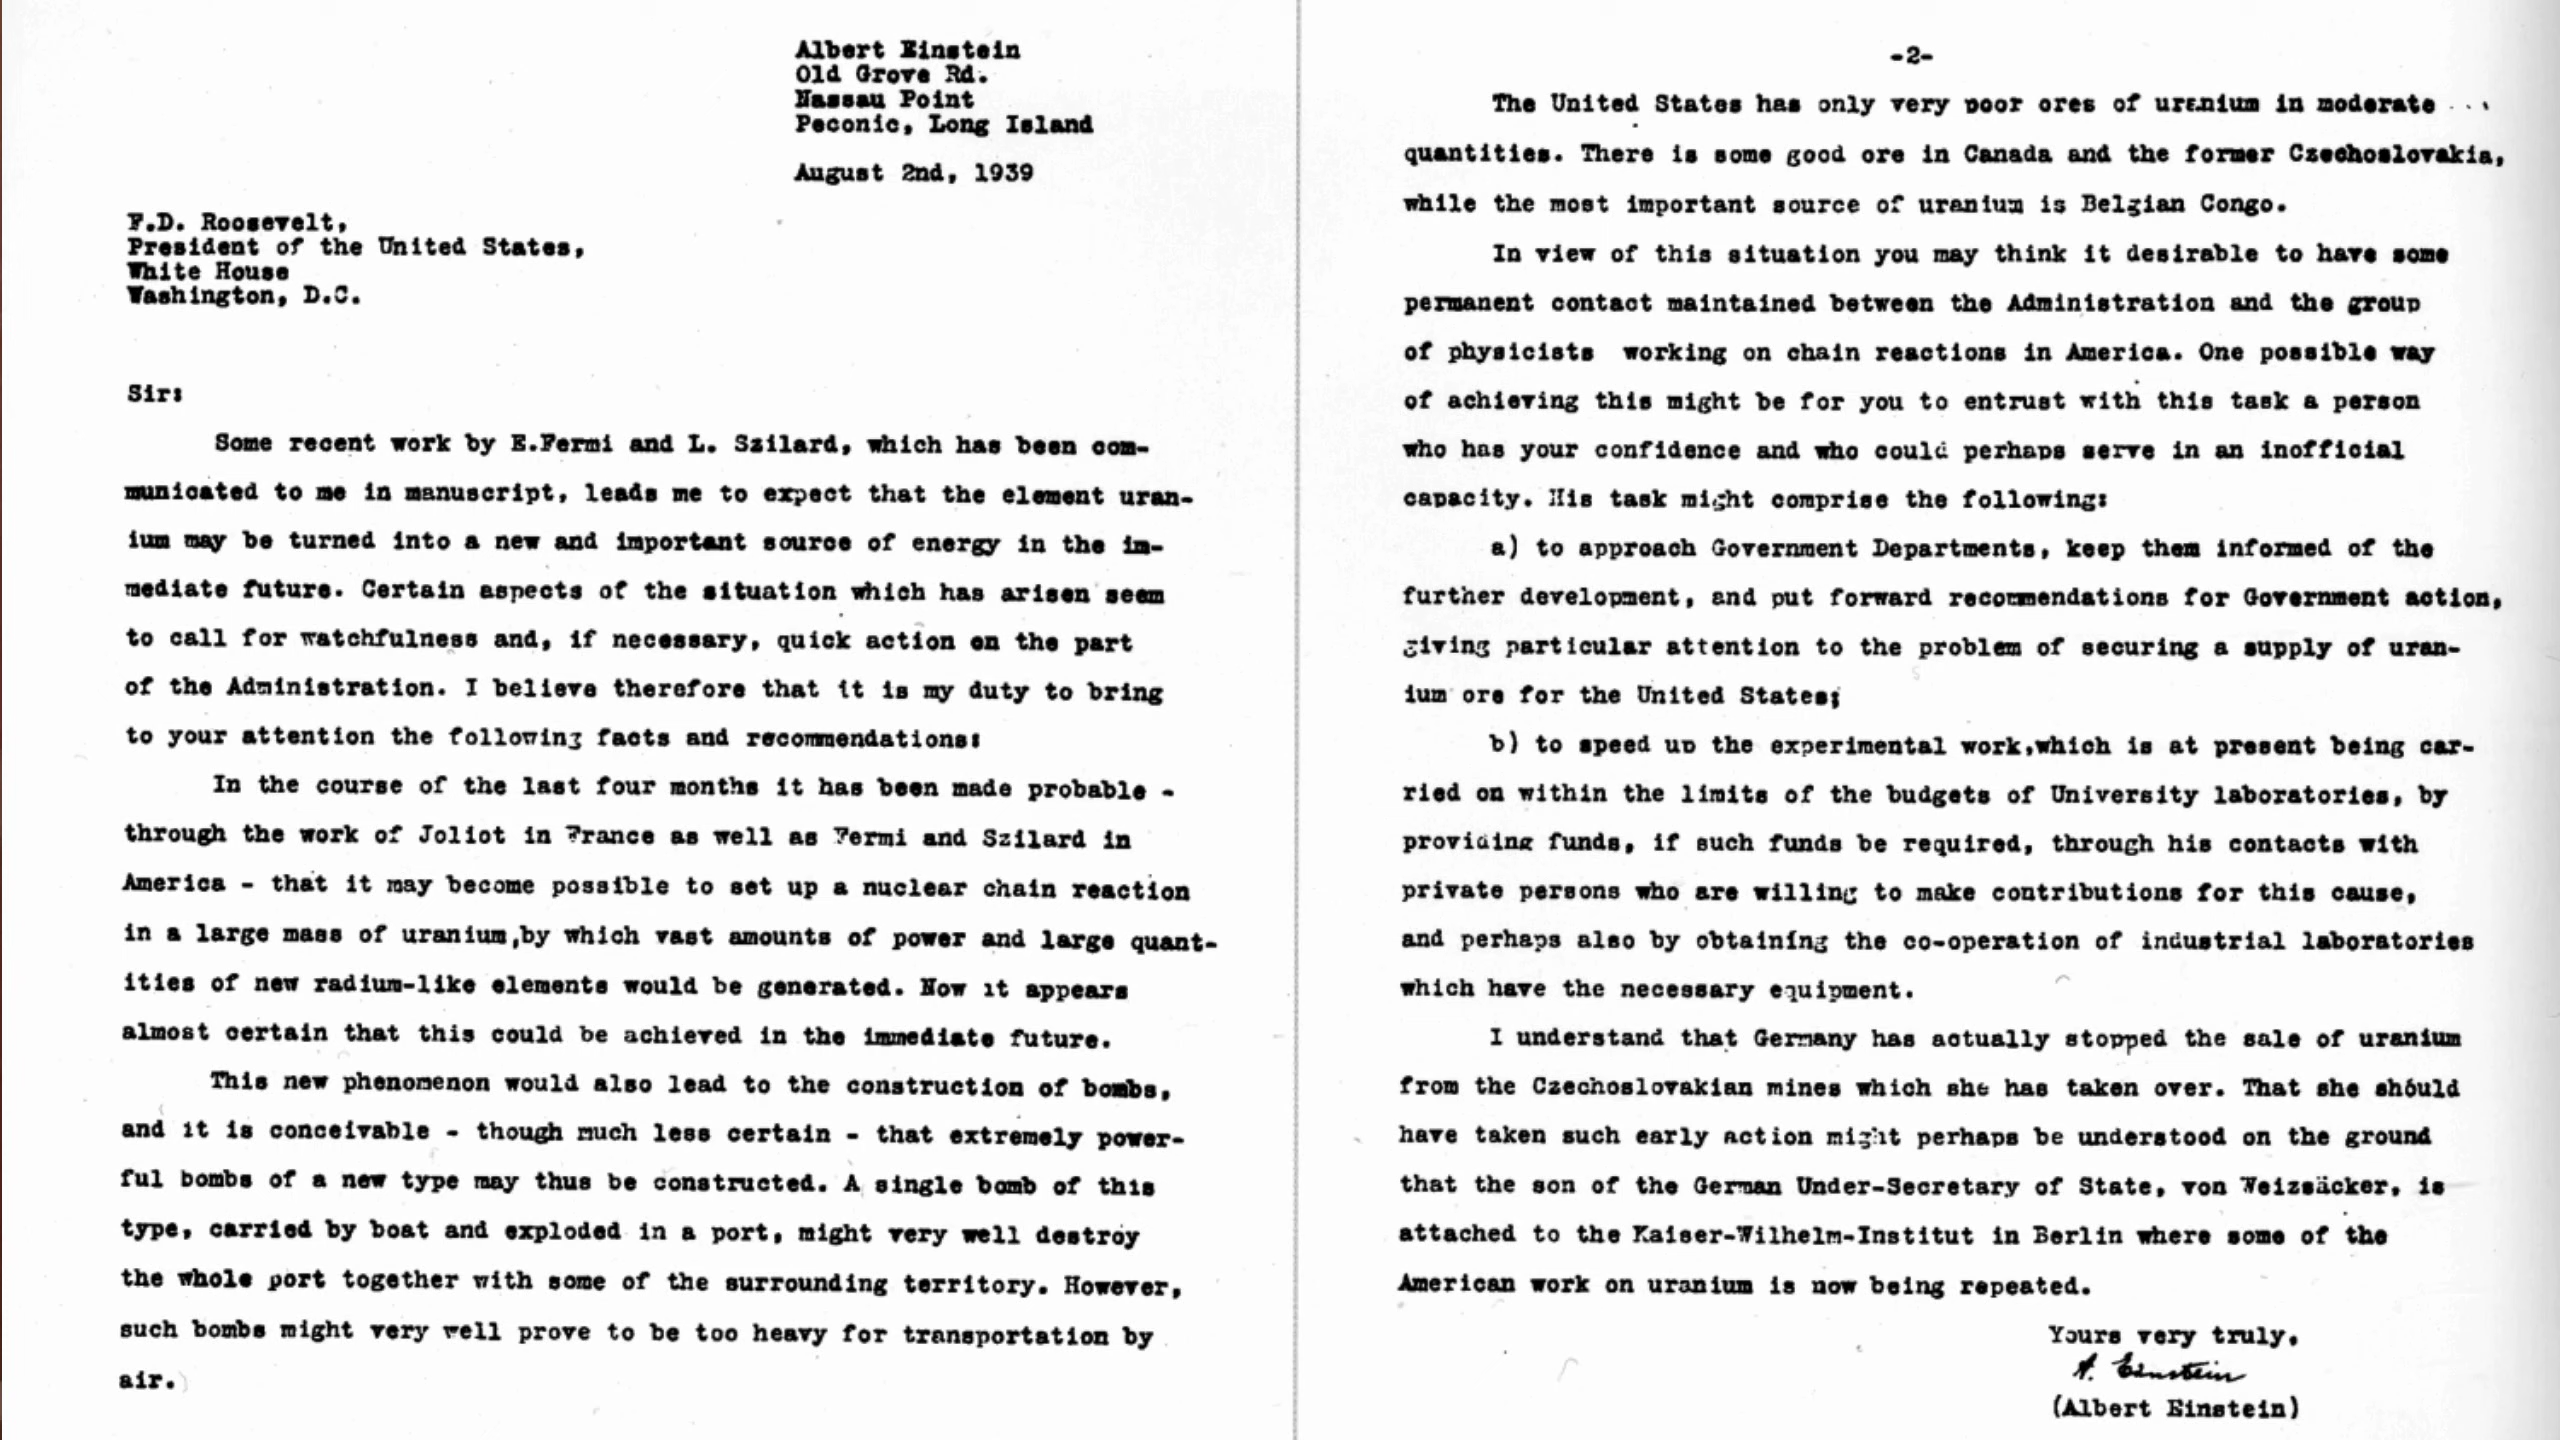 Albert Einstein
Old Grove Rd.
Nassau Point
Peconic, Long Island
August 2nd, 1939
F.D. Roosevelt,
President of the United States,
White House
Washington, D.C.
Sir:
Some recent work by E.Fermi and L. Szilard, which has been com-
municated to me in manuscript, leads me to expect that the element uran-
ium may be turned into a new and important source of energy in the im-
mediate future. Certain aspects of the situation which has arisen seem
to call for watchfulness and, if necessary, quick action on the part
of the Administration. I believe therefore that it is my duty to bring
to your attention the following facts and recommendations:
In the course of the last four months it has been made probable -
through the work of Joliot in France as well as Fermi and Szilard in
America - that it may become possible to set up a nuclear chain reaction
in a large mass of uranium,by which vast amounts of power and large quant-
ities of new radium-like elements would be generated. Now it appears
almost certain that this could be achieved in the immediate future.
This new phenomenon would also lead to the construction of bombs,
and it is conceivable - though much less certain - that extremely power-
ful bombs of a new type may thus be constructed. A single bomb of this
type, carried by boat and exploded in a port, might very well destroy
the whole port together with some of the surrounding territory. However,
such bombs might very well prove to be too heavy for transportation by
air.
-2-
The United States has only very poor ores of uranium in moderate
quantities. There is some good ore in Canada and the former Czechoslovakia,
while the most important source of uranium is Belgian Congo.
In view of this situation you may think it desirable to have some
permanent contact maintained between the Administration and the group
of physicists working on chain reactions in America. One possible way
of achieving this might be for you to entrust with this task a person
who has your confidence and who could perhaps serve in an inofficial
capacity. His task might comprise the following:
a) to approach Government Departments, keep them informed of the
further development, and put forward recommendations for Government action,
giving particular attention to the problem of securing a supply of uran-
ium ore for the United States;
b) to speed up the experimental work,which is at present being car-
ried on within the limits of the budgets of University laboratories, by
providing funds, if such funds be required, through his contacts with
private persons who are willing to make contributions for this cause,
and perhaps also by obtaining the co-operation of industrial laboratories
which have the necessary equipment.
I understand that Germany has actually stopped the sale of uranium
from the Czechoslovakian mines which she has taken over. That she should
have taken such early action might perhaps be understood on the ground
that the son of the German Under-Secretary of State, von Weizsäcker, is
attached to the Kaiser-Wilhelm-Institut in Berlin where some of the
American work on uranium is now being repeated.
Yours very truly,
A. Einstein
(Albert Einstein)